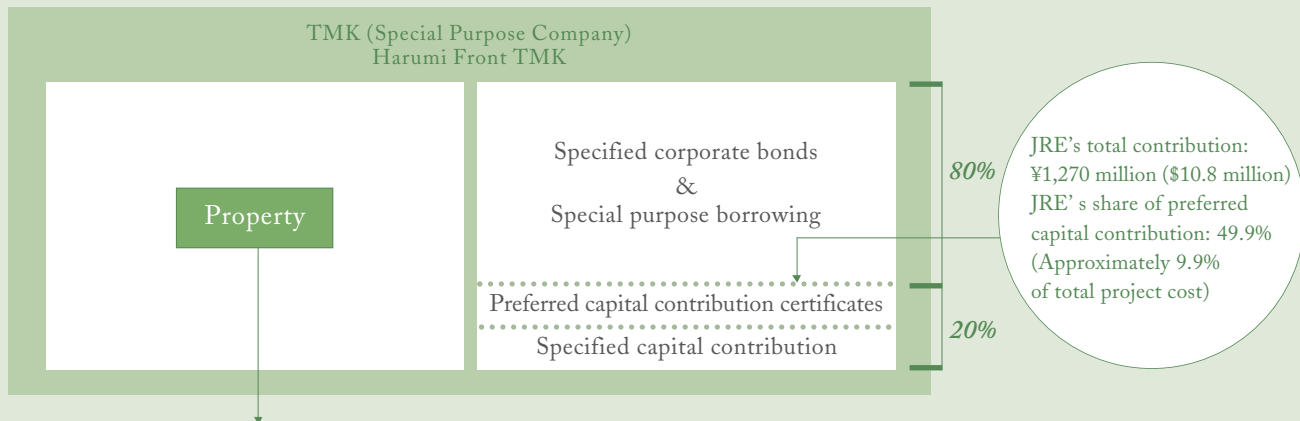 TMK (Special Purpose Company)
Harumi Front TMK
Property
Specified corporate bonds
&
Special purpose borrowing
Preferred capital contribution certificates
Specified capital contribution
80%
20%
JRE’s total contribution:
¥1,270 million ($10.8 million)
JRE’ s share of preferred
capital contribution: 49.9%
(Approximately 9.9%
of total project cost)